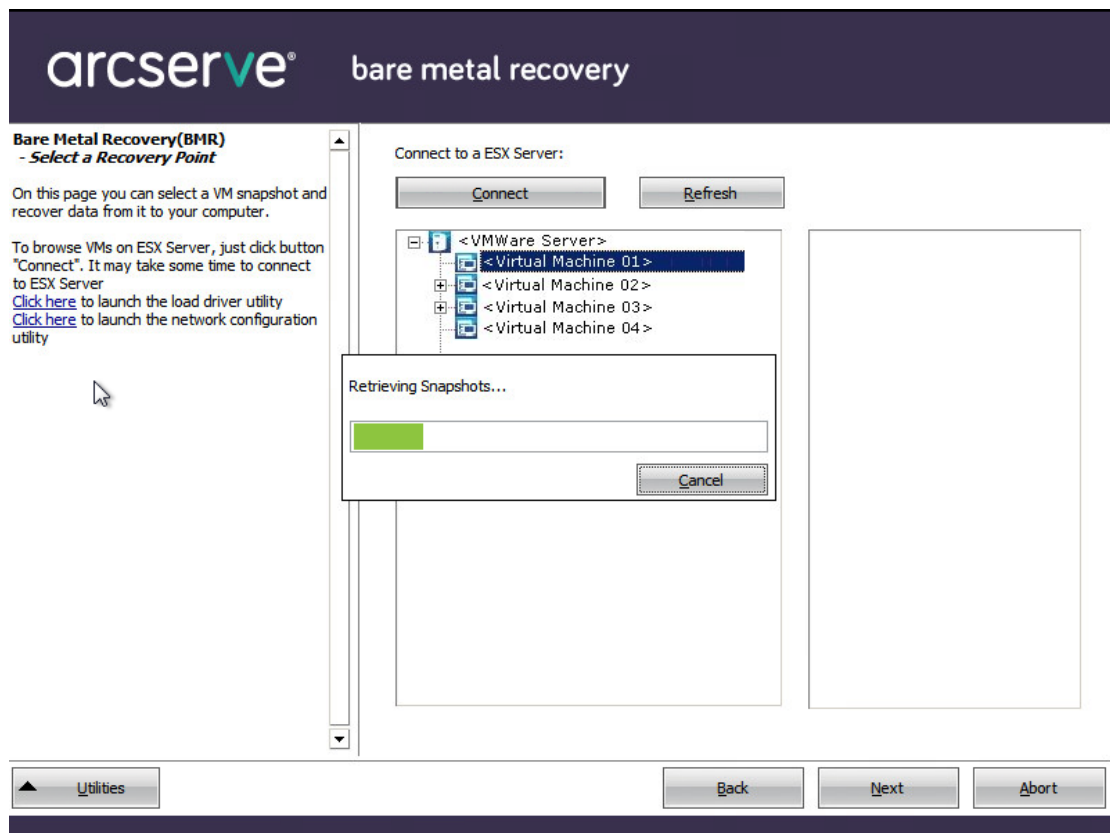 arcserve® bare metal recovery
Bare Metal Recovery(BMR)
- Select a Recovery Point
On this page you can select a VM snapshot and
recover data from it to your computer.
To browse VMs on ESX Server, just click button
"Connect". It may take some time to connect
to ESX Server
Click here to launch the load driver utility
Click here to launch the network configuration
utility
Connect to a ESX Server:
Connect Refresh
<VMWare Server>
<Virtual Machine 01>
<Virtual Machine 02>
<Virtual Machine 03>
<Virtual Machine 04>
Retrieving Snapshots...
Cancel
Utilities Back Next Abort